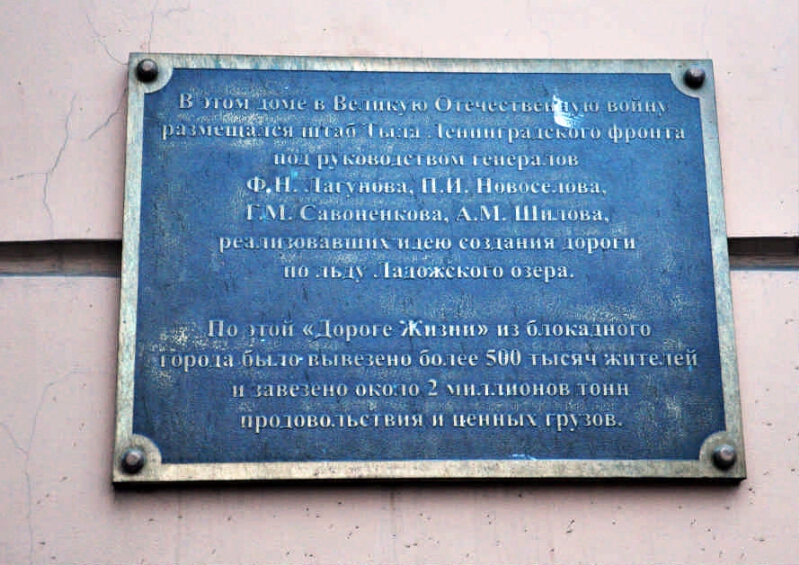 В этом доме в Великую Отечественную войну
размещался штаб Тыла Ленинградского фронта
под руководством генералов
Ф.Н. Лагунова, П.И. Новоселова,
Г.М. Савоненкова, А.М. Шилова,
реализовавших идею создания дороги
по льду Ладожского озера.
По этой «Дороге Жизни» из блокадного
города было вывезено более 500 тысяч жителей
и завезено около 2 миллионов тонн
продовольствия и ценных грузов.